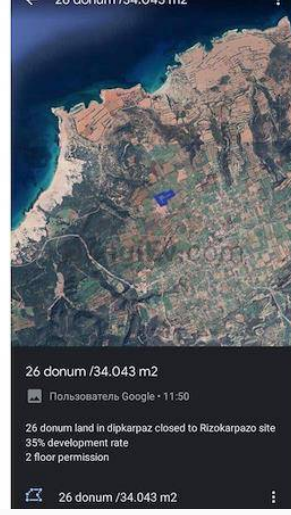 26 donum /34.043 m2
26 donum /34.043 m2
Пользователь Google • 11:50
26 donum land in dipkarpaz closed to Rizokarpazo site
35% development rate
2 floor permission
26 donum /34.043 m2